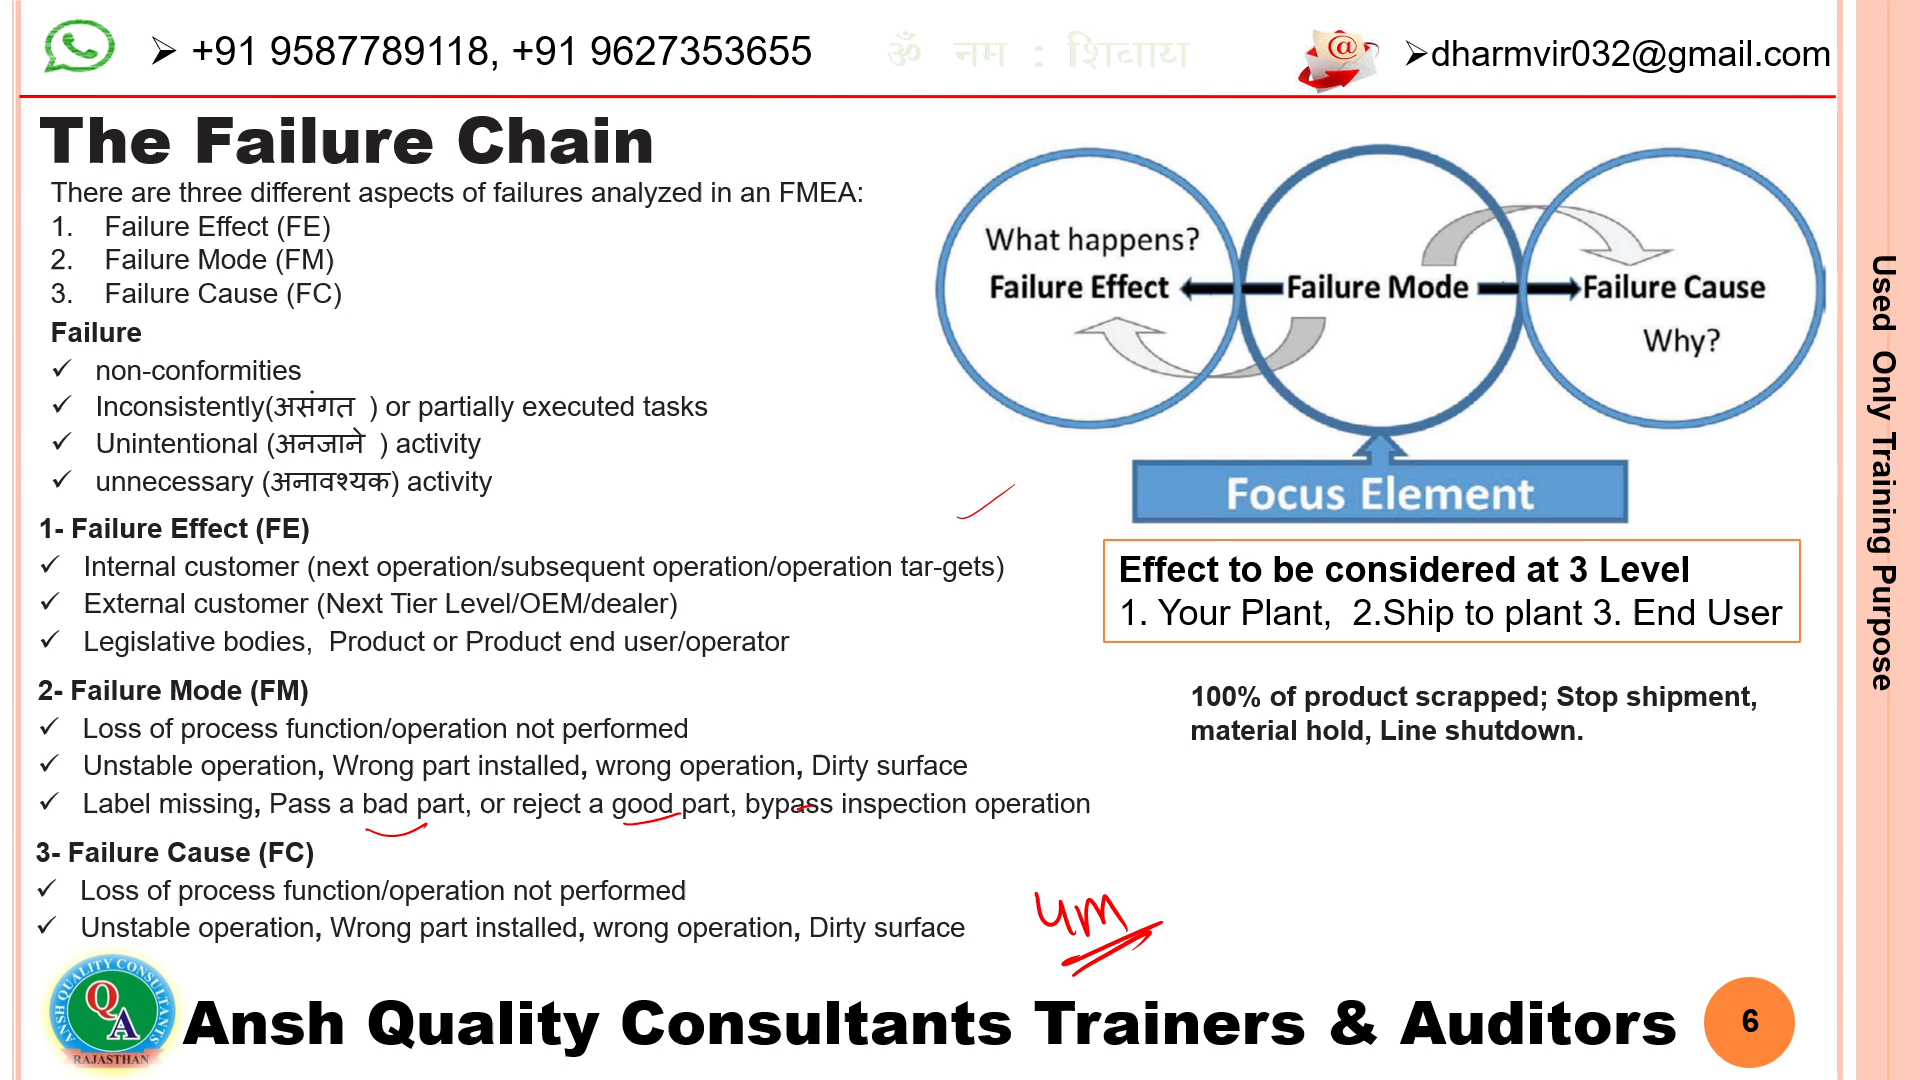 ➢ +91 9587789118, +91 9627353655
ॐ नम : शिवाय
➢dharmvir032@gmail.com
The Failure Chain
There are three different aspects of failures analyzed in an FMEA:
1. Failure Effect (FE)
2. Failure Mode (FM)
3. Failure Cause (FC)
Failure
✓ non-conformities
✓ Inconsistently(असंगत ) or partially executed tasks
✓ Unintentional (अनजाने ) activity
✓ unnecessary (अनावश्यक) activity
1- Failure Effect (FE)
✓ Internal customer (next operation/subsequent operation/operation tar-gets)
✓ External customer (Next Tier Level/OEM/dealer)
✓ Legislative bodies, Product or Product end user/operator
2- Failure Mode (FM)
✓ Loss of process function/operation not performed
✓ Unstable operation, Wrong part installed, wrong operation, Dirty surface
✓ Label missing, Pass a bad part, or reject a good part, bypass inspection operation
3- Failure Cause (FC)
✓ Loss of process function/operation not performed
✓ Unstable operation, Wrong part installed, wrong operation, Dirty surface
4m
What happens?
Failure Effect
Failure Mode
Failure Cause
Why?
Focus Element
Effect to be considered at 3 Level
1. Your Plant, 2.Ship to plant 3. End User
100% of product scrapped; Stop shipment,
material hold, Line shutdown.
Used Only Training Purpose
ANSH QUALITY CONSULTANTS
QA
RAJASTHAN
Ansh Quality Consultants Trainers & Auditors
6